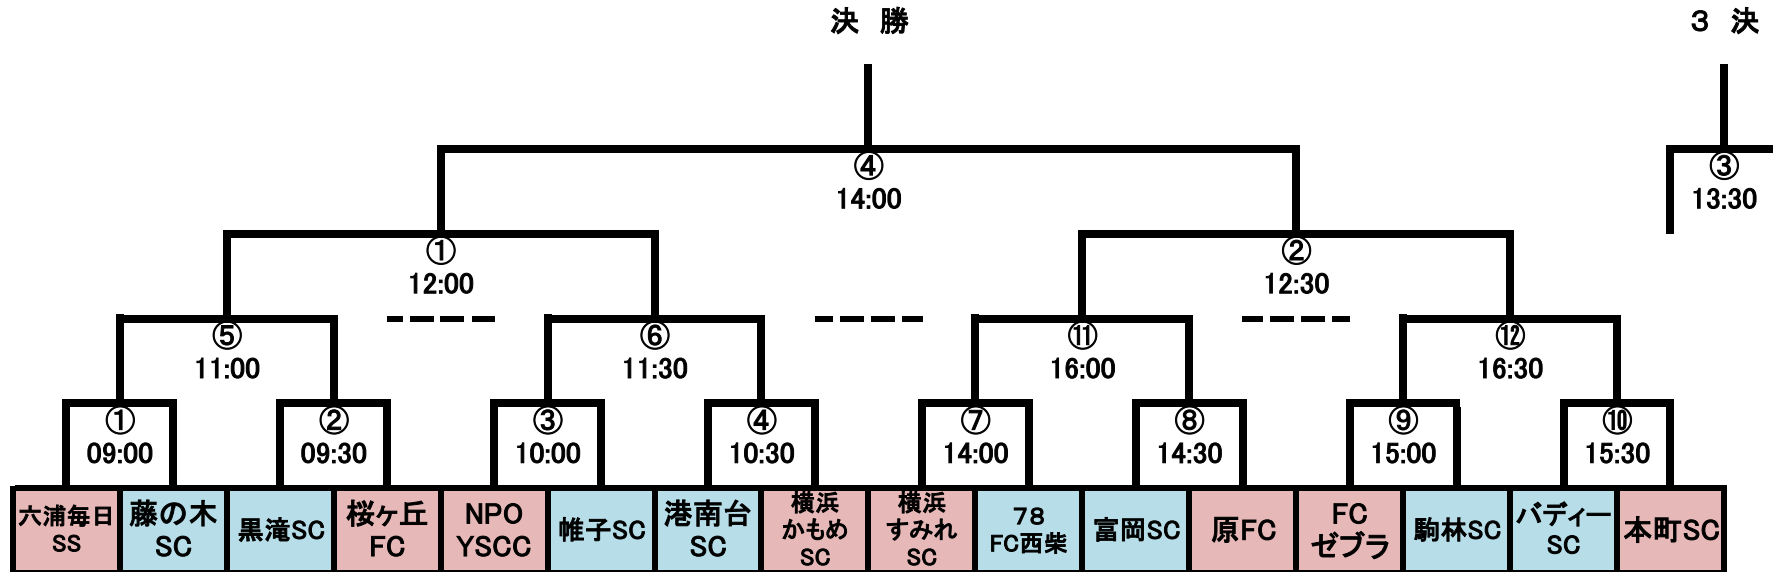 決 勝
３ 決
④
14:00
③
13:30
①
12:00
②
12:30
⑤
11:00
⑥
11:30
⑪
16:00
⑫
16:30
①
09:00
②
09:30
③
10:00
④
10:30
⑦
14:00
⑧
14:30
⑨
15:00
⑩
15:30
六浦毎日
SS
藤の木
SC
黒滝SC
桜ヶ丘
FC
NPO
YSCC
帷子SC
港南台
SC
横浜
かもめ
SC
横浜
すみれ
SC
７８
FC西柴
富岡SC
原FC
FC
ゼブラ
駒林SC
バディー
SC
本町SC